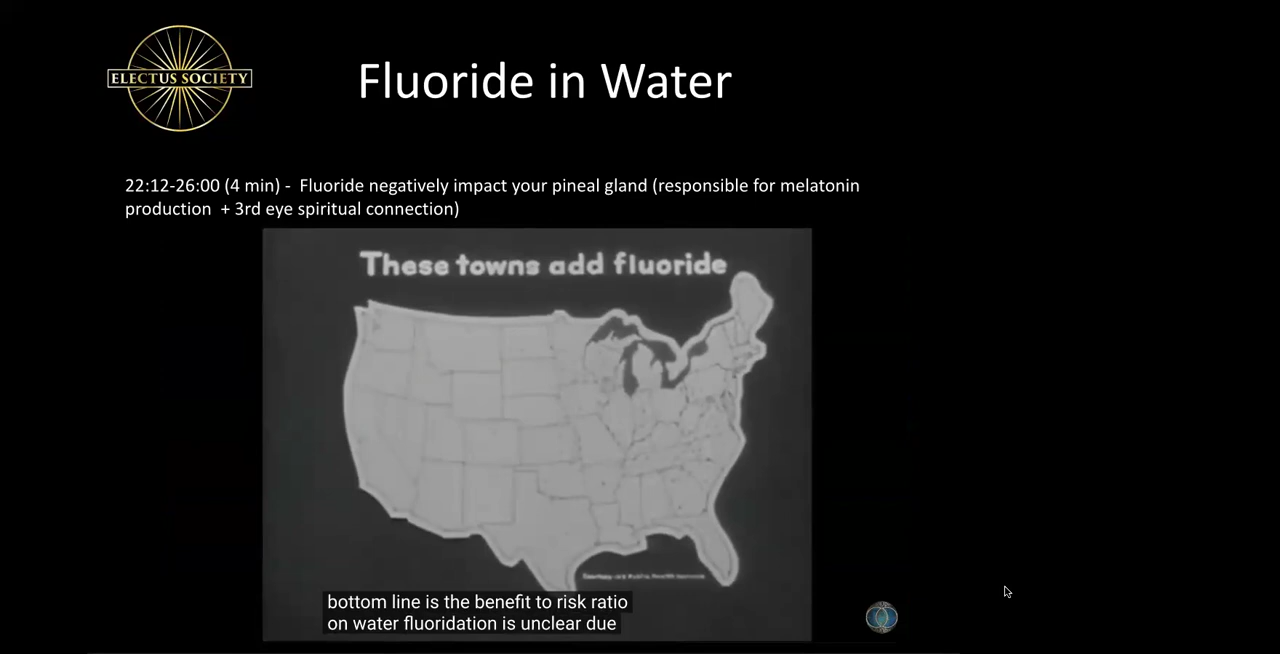 ELECTUS SOCIETY
Fluoride in Water
22:12-26:00 (4 min) - Fluoride negatively impact your pineal gland (responsible for melatonin
production + 3rd eye spiritual connection)
These towns add fluoride
bottom line is the benefit to risk ratio
on water fluoridation is unclear due